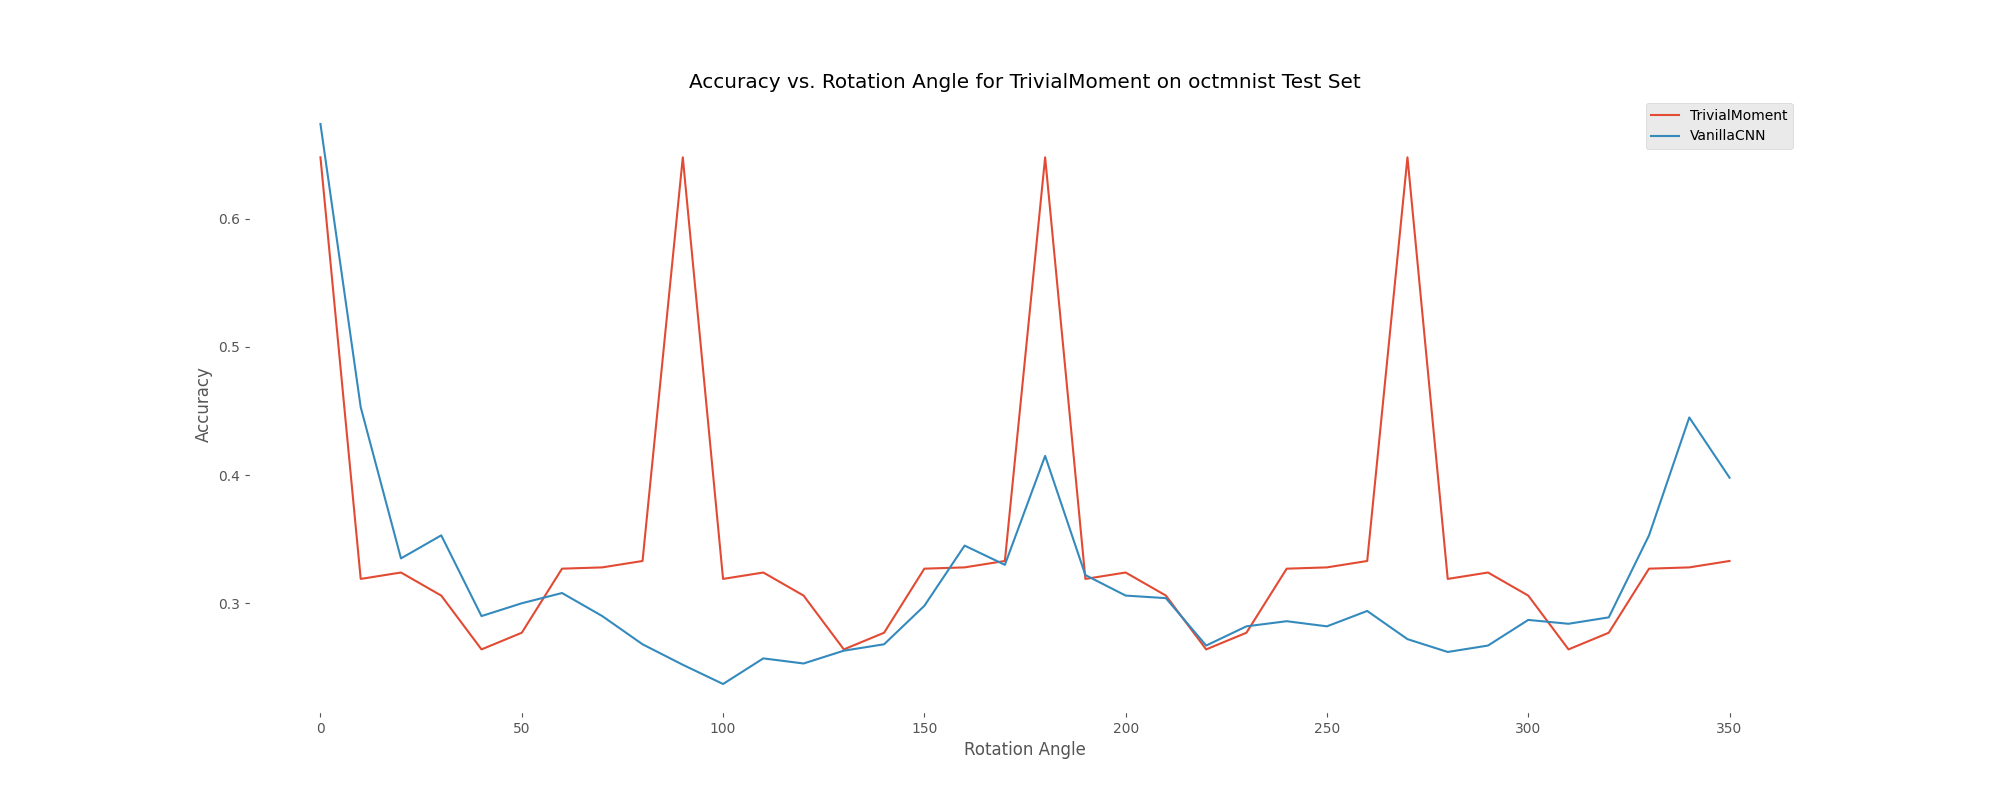 Accuracy vs. Rotation Angle for TrivialMoment on octmnist Test Set
TrivialMoment
VanillaCNN
0.6
0.5
0.4
0.3
Accuracy
0 50 100 150 200 250 300 350
Rotation Angle